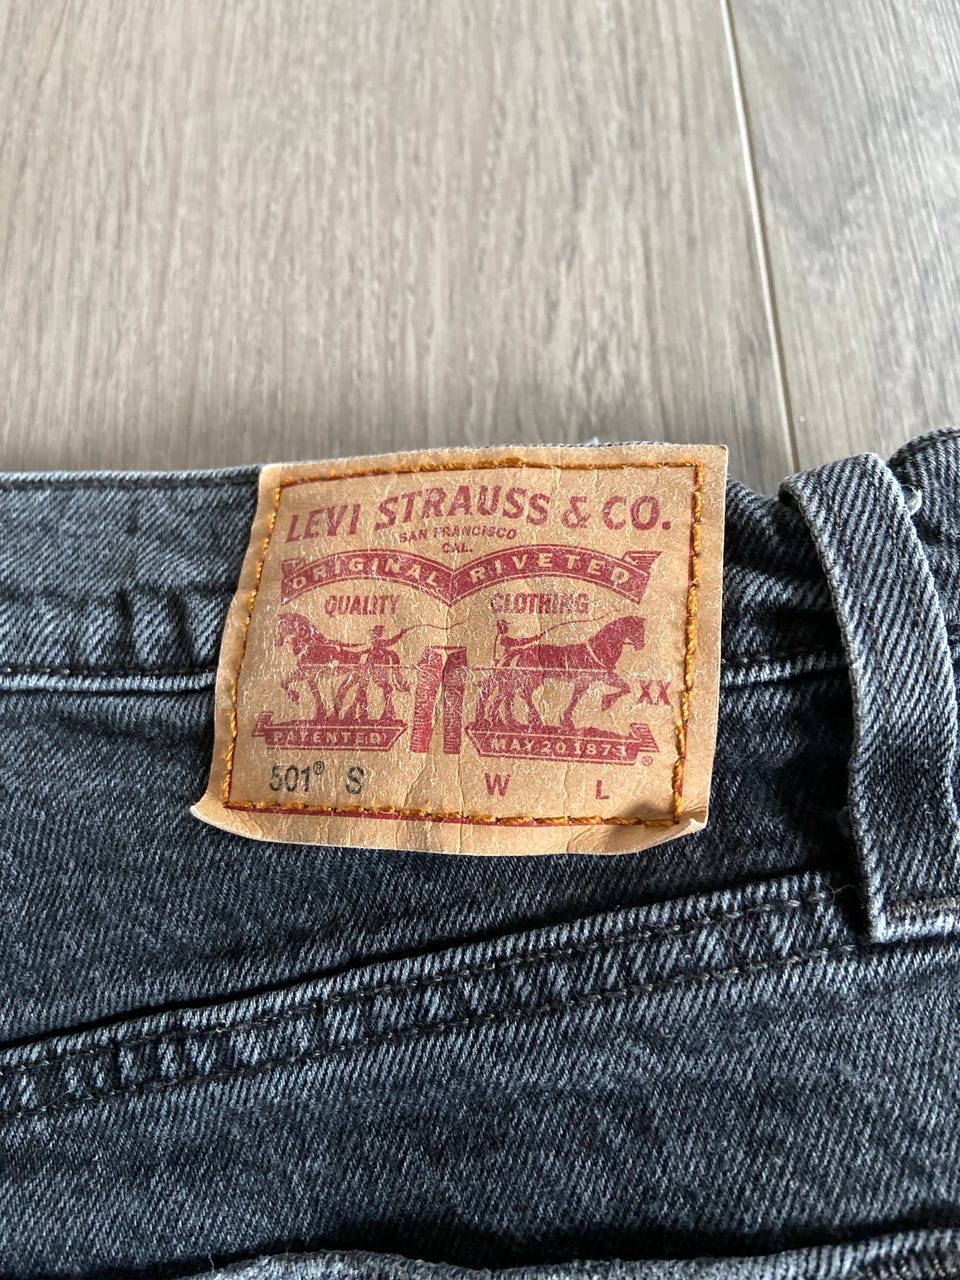 LEVI STRAUSS & CO.
SAN FRANCISCO
CAL.
ORIGINAL RIVETED
QUALITY CLOTHING
XX
PATENTED MAY 20 1873
®
501® S W L